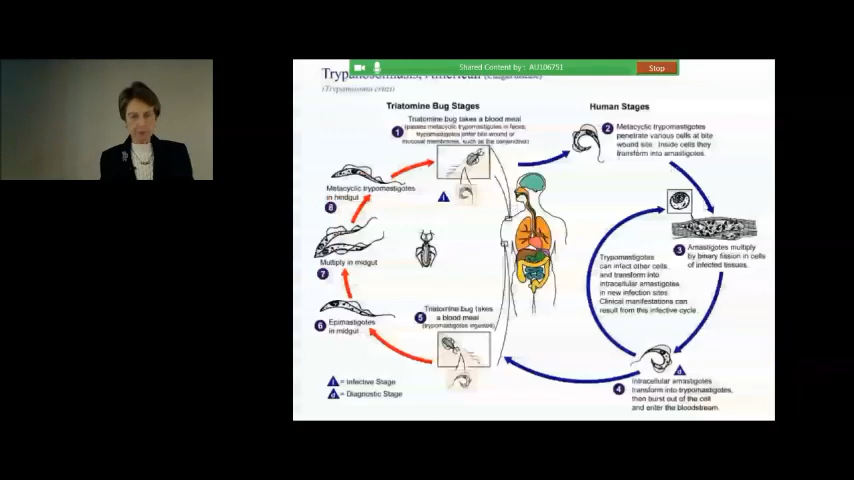 Shared Content by : AU106751
Stop
Trypanosomiasis, American (Chagas disease)
(Trypanosoma cruzi)
Triatomine Bug Stages
Human Stages
1
Triatomine bug takes a blood meal
(passes metacyclic trypomastigotes in feces;
trypomastigotes enter bite wound or
mucosal membranes, such as the conjunctiva)
2
Metacyclic trypomastigotes
penetrate various cells at bite
wound site. Inside cells they
transform into amastigotes.
i
Metacyclic trypomastigotes
in hindgut
8
3
Amastigotes multiply
by binary fission in cells
of infected tissues.
Trypomastigotes
can infect other cells
and transform into
intracellular amastigotes
in new infection sites.
Clinical manifestations can
result from this infective cycle.
Multiply in midgut
7
5
Triatomine bug takes
a blood meal
(trypomastigotes ingested)
6
Epimastigotes
in midgut
d
4
Intracellular amastigotes
transform into trypomastigotes,
then burst out of the cell
and enter the bloodstream.
i = Infective Stage
d = Diagnostic Stage